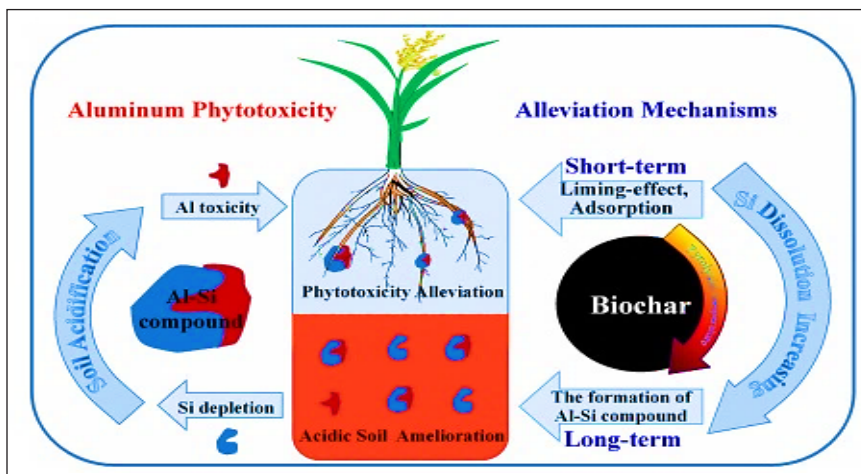 Aluminum Phytotoxicity
Alleviation Mechanisms
Al toxicity
Soil Acidification
Al-Si
compound
Si depletion
Phytotoxicity Alleviation
Acidic Soil Amelioration
Short-term
Liming-effect,
Adsorption
Si Dissolution Increasing
Biochar
The formation of
Al-Si compound
Long-term